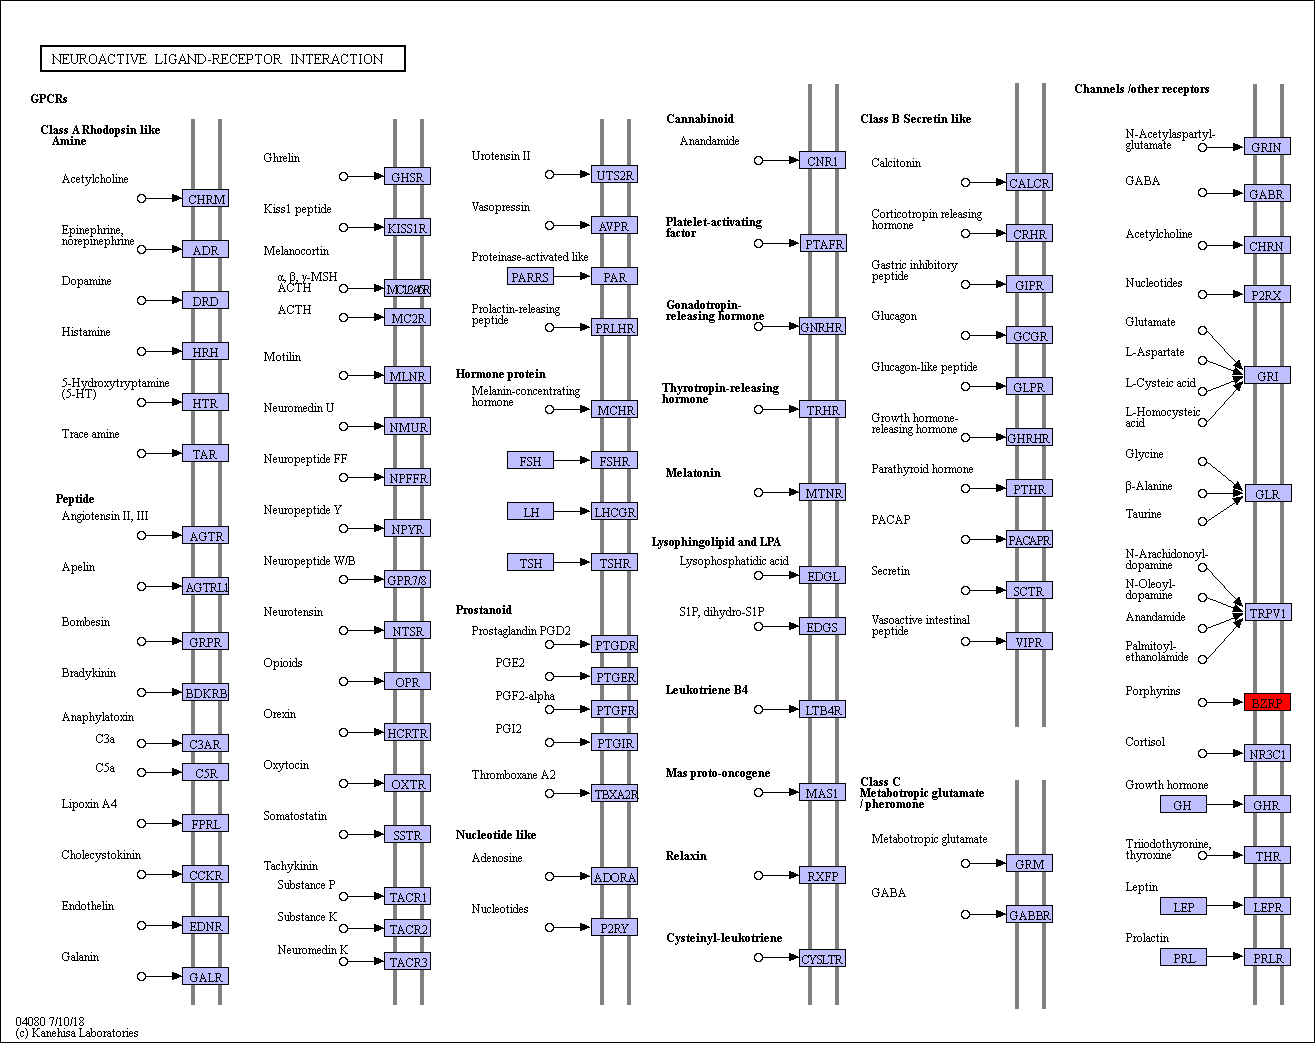 NEUROACTIVE LIGAND-RECEPTOR INTERACTION
GPCRs
Class A Rhodopsin like
Amine
Acetylcholine
CHRM
Epinephrine,
norepinephrine
ADR
Dopamine
DRD
Histamine
HRH
5-Hydroxytryptamine
(5-HT)
HTR
Trace amine
TAR
Peptide
Angiotensin II, III
AGTR
Apelin
AGTRL1
Bombesin
GRPR
Bradykinin
BDKRB
Anaphylatoxin
C3a
C3AR
C5a
C5R
Lipoxin A4
FPRL
Cholecystokinin
CCKR
Endothelin
EDNR
Galanin
GALR
Ghrelin
GHSR
Kiss1 peptide
KISS1R
Melanocortin
α, β, γ-MSH
ACTH
ACTH
MC2R
Motilin
MLNR
Neuromedin U
NMUR
Neuropeptide FF
NPFFR
Neuropeptide Y
NPYR
Neuropeptide W/B
GPR7/8
Neurotensin
NTSR
Opioids
OPR
Orexin
HCRTR
Oxytocin
OXTR
Somatostatin
SSTR
Tachykinin
Substance P
TACR1
Substance K
TACR2
Neuromedin K
TACR3
Urotensin II
UTS2R
Vasopressin
AVPR
Proteinase-activated like
PARRS
PAR
Prolactin-releasing
peptide
PRLHR
Hormone protein
Melanin-concentrating
hormone
MCHR
FSH
FSHR
LH
LHCGR
TSH
TSHR
Prostanoid
Prostaglandin PGD2
PTGDR
PGE2
PTGER
PGF2-alpha
PTGFR
PGI2
PTGIR
Thromboxane A2
TBXA2R
Nucleotide like
Adenosine
ADORA
Nucleotides
P2RY
Cannabinoid
Anandamide
CNR1
Platelet-activating
factor
PTAFR
Gonadotropin-
releasing hormone
GNRHR
Thyrotropin-releasing
hormone
TRHR
Melatonin
MTNR
Lysophingolipid and LPA
Lysophosphatidic acid
EDGL
S1P, dihydro-S1P
EDGS
Leukotriene B4
LTB4R
Mas proto-oncogene
MAS1
Relaxin
RXFP
Cysteinyl-leukotriene
CYSLTR
Class B Secretin like
Calcitonin
CALCR
Corticotropin releasing
hormone
CRHR
Gastric inhibitory
peptide
GIPR
Glucagon
GCGR
Glucagon-like peptide
GLPR
Growth hormone-
releasing hormone
GHRHR
Parathyroid hormone
PTHR
PACAP
PACAPR
Secretin
SCTR
Vasoactive intestinal
peptide
VIPR
Class C
Metabotropic glutamate
/ pheromone
Metabotropic glutamate
GRM
GABA
GABBR
Channels /other receptors
N-Acetylaspartyl-
glutamate
GRIN
GABA
GABR
Acetylcholine
CHRN
Nucleotides
P2RX
Glutamate
L-Aspartate
GRI
L-Cysteic acid
L-Homocysteic
acid
Glycine
β-Alanine
GLR
Taurine
N-Arachidonoyl-
dopamine
N-Oleoyl-
dopamine
TRPV1
Anandamide
Palmitoyl-
ethanolamide
Porphyrins
BZRP
Cortisol
NR3C1
Growth hormone
GH
GHR
Triiodothyronine,
thyroxine
THR
Leptin
LEP
LEPR
Prolactin
PRL
PRLR
04080 7/10/18
(c) Kanehisa Laboratories